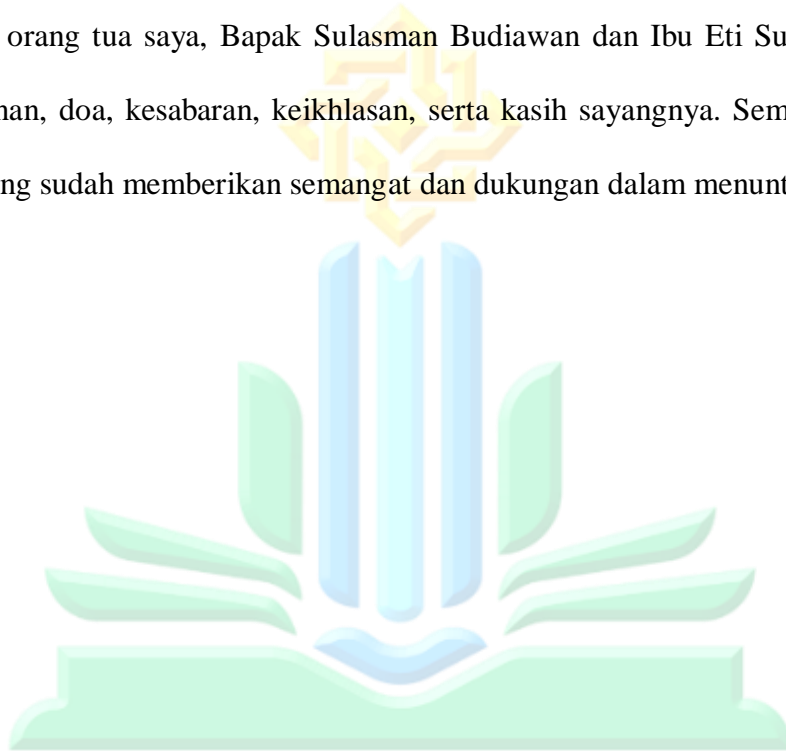 orang tua saya, Bapak Sulasman Budiawan dan Ibu Eti Su
an, doa, kesabaran, keikhlasan, serta kasih sayangnya. Sem
ng sudah memberikan semangat dan dukungan dalam menunt